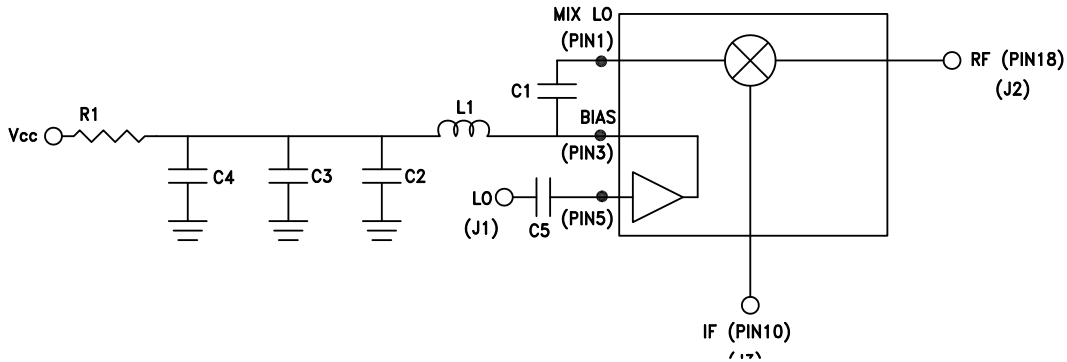 MIX LO
(PIN1)
RF (PIN18)
(J2)
C1
R1
L1
BIAS
Vcc
(PIN3)
C4
C3
C2
LO
(J1)
C5
(PIN5)
IF (PIN10)
(J3)